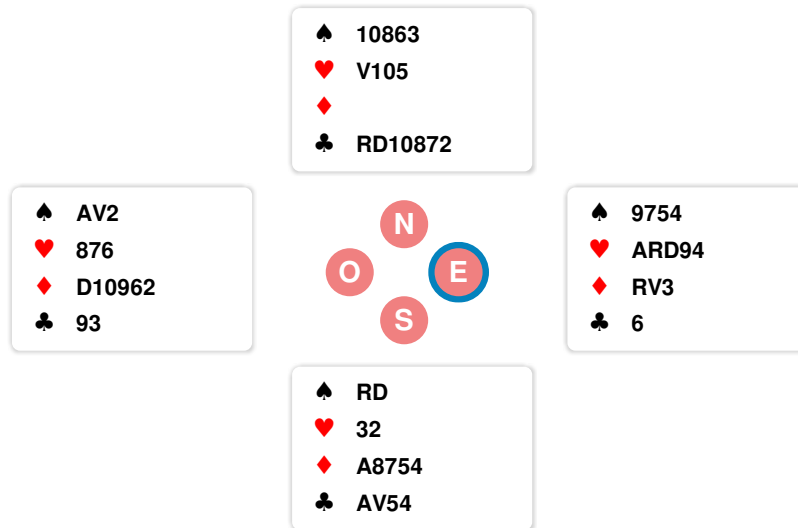 ♠ 10863
♥ V105
♦
♣ RD10872
♠ AV2
♥ 876
♦ D10962
♣ 93
N
O
E
S
♠ 9754
♥ ARD94
♦ RV3
♣ 6
♠ RD
♥ 32
♦ A8754
♣ AV54